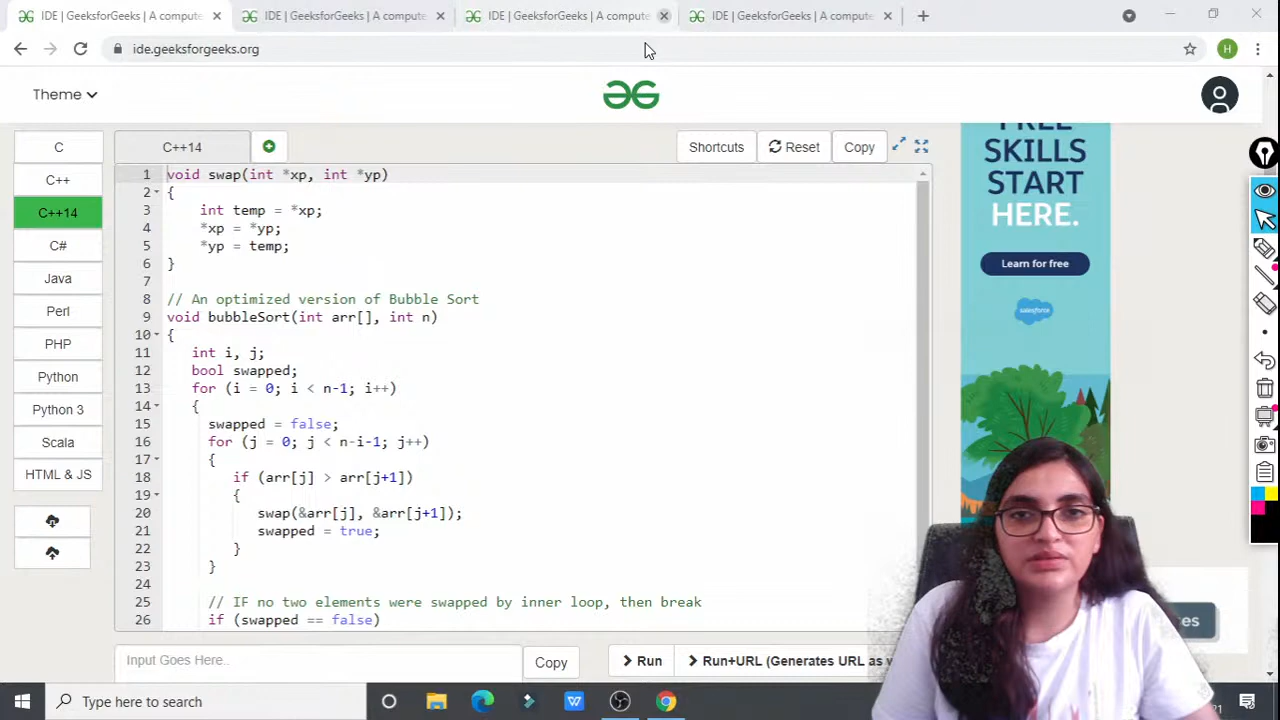 IDE | GeeksforGeeks | A compute
IDE | GeeksforGeeks | A compute
IDE | GeeksforGeeks | A compute
IDE | GeeksforGeeks | A compute
ide.geeksforgeeks.org
H
Theme
C
C++
C++14
C#
Java
Perl
PHP
Python
Python 3
Scala
HTML & JS
C++14
Shortcuts
Reset
Copy
1 void swap(int *xp, int *yp)
2 {
3 int temp = *xp;
4 *xp = *yp;
5 *yp = temp;
6 }
7
8 // An optimized version of Bubble Sort
9 void bubbleSort(int arr[], int n)
10 {
11 int i, j;
12 bool swapped;
13 for (i = 0; i < n-1; i++)
14 {
15 swapped = false;
16 for (j = 0; j < n-i-1; j++)
17 {
18 if (arr[j] > arr[j+1])
19 {
20 swap(&arr[j], &arr[j+1]);
21 swapped = true;
22 }
23 }
24
25 // IF no two elements were swapped by inner loop, then break
26 if (swapped == false)
Input Goes Here..
Copy
Run
Run+URL (Generates URL as w
FREE
SKILLS
START
HERE.
Learn for free
salesforce
Type here to search
W